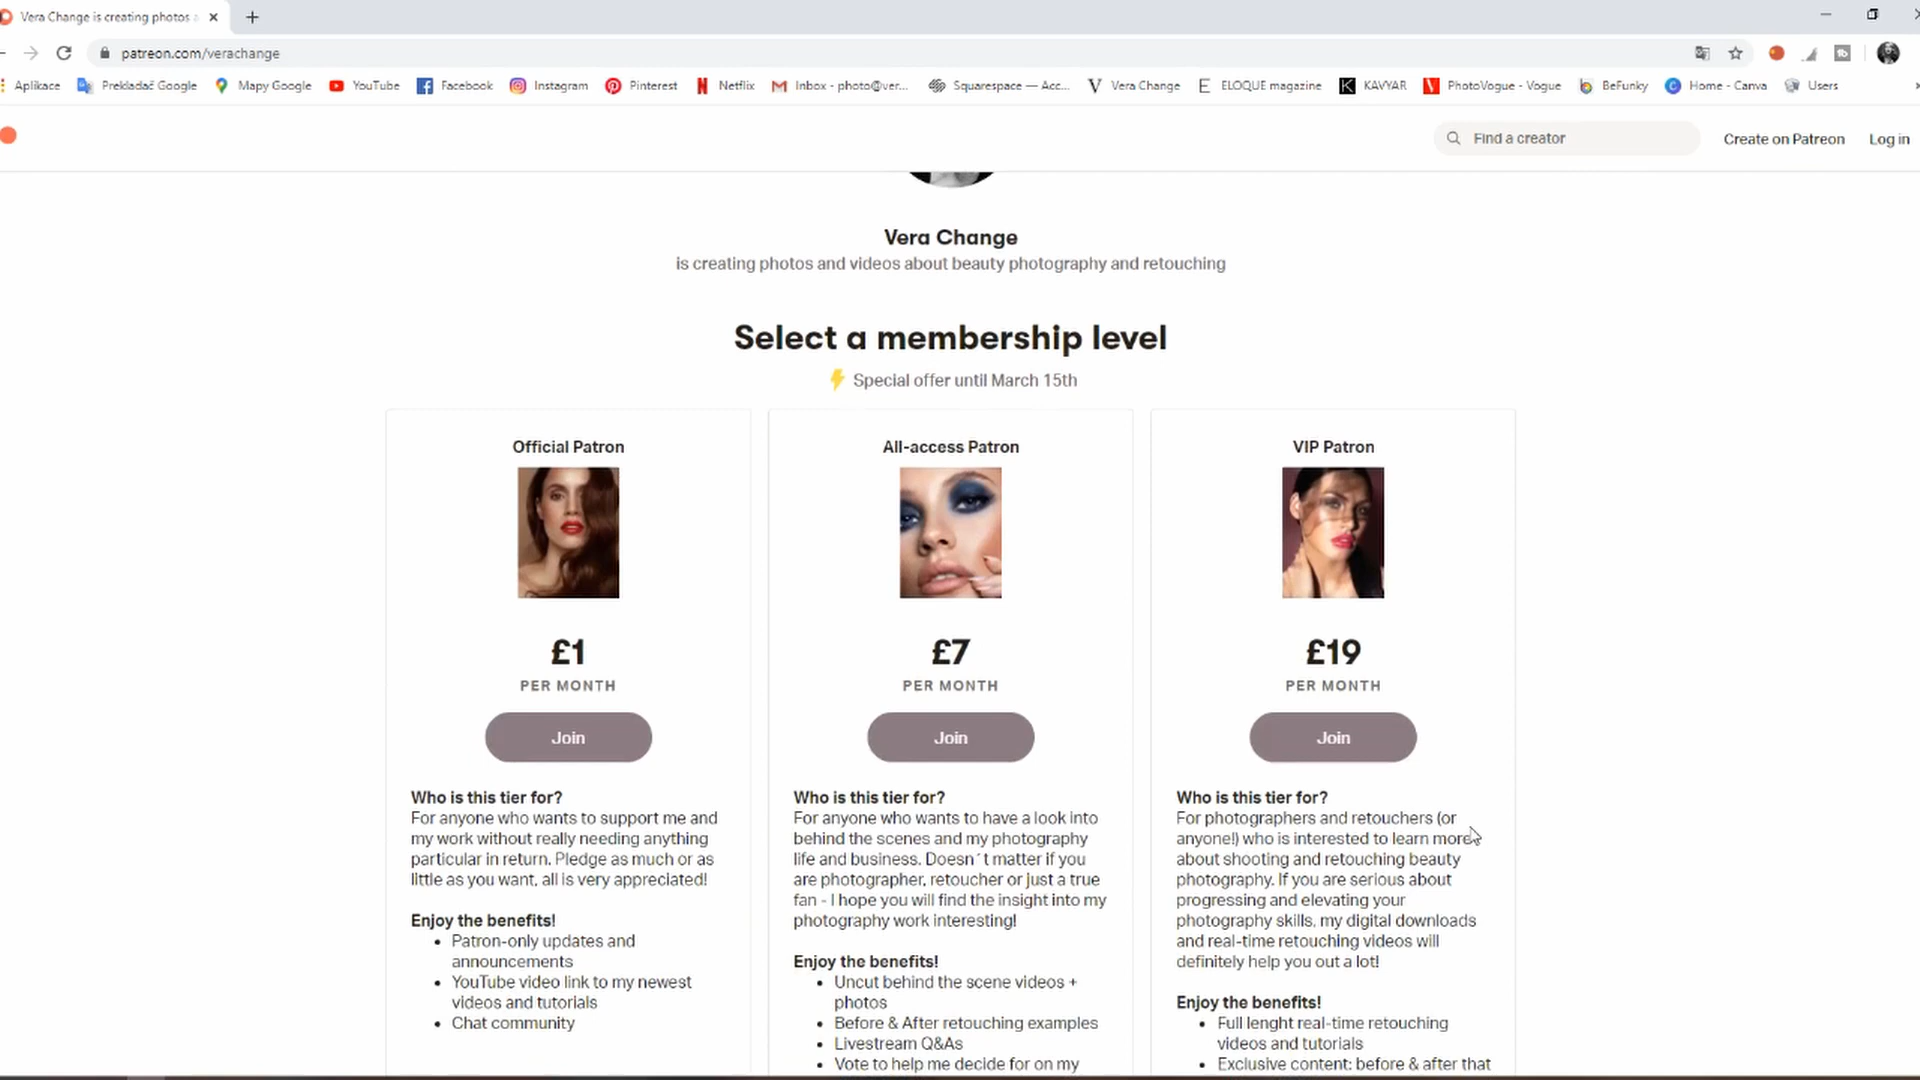 Vera Change is creating photos a
patreon.com/verachange
Aplikace
Prekladač Google
Mapy Google
YouTube
Facebook
Instagram
Pinterest
Netflix
Inbox - photo@ver...
Squarespace — Acc...
Vera Change
ELOQUE magazine
KAVYAR
PhotoVogue - Vogue
BeFunky
Home - Canva
Users
Find a creator
Create on Patreon
Log in
Vera Change
is creating photos and videos about beauty photography and retouching
Select a membership level
Special offer until March 15th
Official Patron
£1
PER MONTH
Join
Who is this tier for?
For anyone who wants to support me and
my work without really needing anything
particular in return. Pledge as much or as
little as you want, all is very appreciated!
Enjoy the benefits!
• Patron-only updates and
announcements
• YouTube video link to my newest
videos and tutorials
• Chat community
All-access Patron
£7
PER MONTH
Join
Who is this tier for?
For anyone who wants to have a look into
behind the scenes and my photography
life and business. Doesn´t matter if you
are photographer, retoucher or just a true
fan - I hope you will find the insight into my
photography work interesting!
Enjoy the benefits!
• Uncut behind the scene videos +
photos
• Before & After retouching examples
• Livestream Q&As
• Vote to help me decide for on my
VIP Patron
£19
PER MONTH
Join
Who is this tier for?
For photographers and retouchers (or
anyone!) who is interested to learn more
about shooting and retouching beauty
photography. If you are serious about
progressing and elevating your
photography skills, my digital downloads
and real-time retouching videos will
definitely help you out a lot!
Enjoy the benefits!
• Full lenght real-time retouching
videos and tutorials
• Exclusive content: before & after that